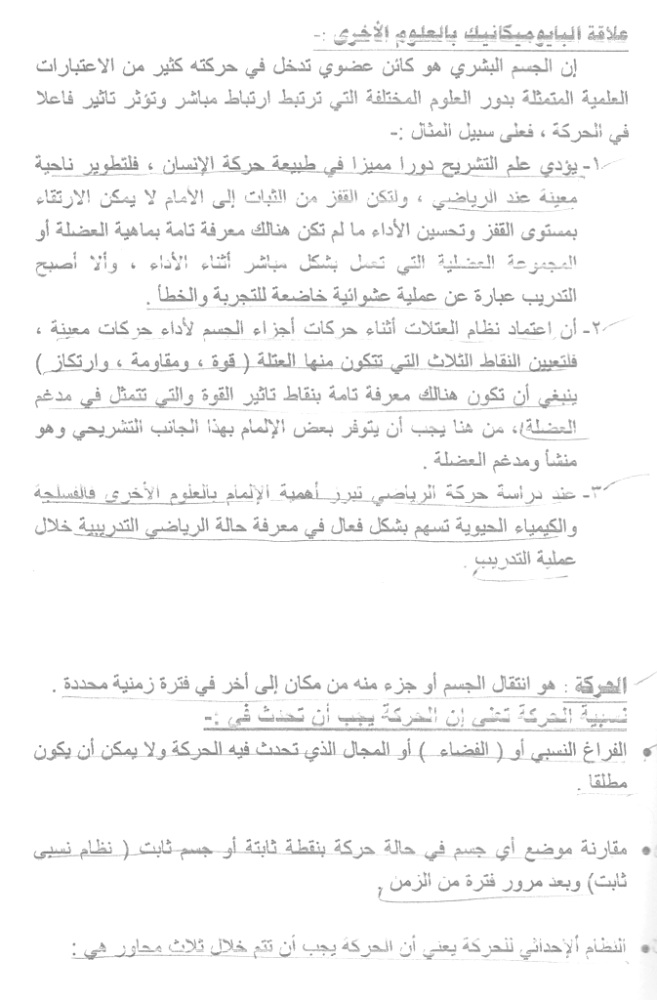 علاقة البايوميكانيك بالعلوم الأخرى :-
إن الجسم البشري هو كائن عضوي تدخل في حركته كثير من الاعتبارات
العلمية المتمثلة بدور العلوم المختلفة التي ترتبط ارتباط مباشر وتؤثر تاثير فاعلا
في الحركة ، فعلى سبيل المثال :-
١- يؤدي علم التشريح دورا مميزا في طبيعة حركة الإنسان ، فلتطوير ناحية
معينة عند الرياضي ، ولتكن القفز من الثبات إلى الأمام لا يمكن الارتقاء
بمستوى القفز وتحسين الأداء ما لم تكن هنالك معرفة تامة بماهية العضلة أو
المجموعة العضلية التي تعمل بشكل مباشر أثناء الأداء ، وألا أصبح
التدريب عبارة عن عملية عشوائية خاضعة للتجربة والخطأ .
٢- أن اعتماد نظام العتلات أثناء حركات أجزاء الجسم لأداء حركات معينة ،
فلتعيين النقاط الثلاث التي تتكون منها العتلة ( قوة ، ومقاومة ، وارتكاز )
ينبغي أن تكون هنالك معرفة تامة بنقاط تاثير القوة والتي تتمثل في مدغم
العضلة ، من هنا يجب أن يتوفر بعض الإلمام بهذا الجانب التشريحي وهو
منشأ ومدغم العضلة .
٣- عند دراسة حركة الرياضي تبرز أهمية الإلمام بالعلوم الأخرى فالفسلجة
والكيمياء الحيوية تسهم بشكل فعال في معرفة حالة الرياضي التدريبية خلال
عملية التدريب .
الحركة : هو انتقال الجسم أو جزء منه من مكان إلى أخر في فترة زمنية محددة .
نسبية الحركة تعني إن الحركة يجب أن تحدث في :-
• الفراغ النسبي أو ( الفضاء ) أو المجال الذي تحدث فيه الحركة ولا يمكن أن يكون
مطلقا .
• مقارنة موضع أي جسم في حالة حركة بنقطة ثابتة أو جسم ثابت ( نظام نسبي
ثابت) وبعد مرور فترة من الزمن .
• النظام ألإحداثي للحركة يعني أن الحركة يجب أن تتم خلال ثلاث محاور هي :